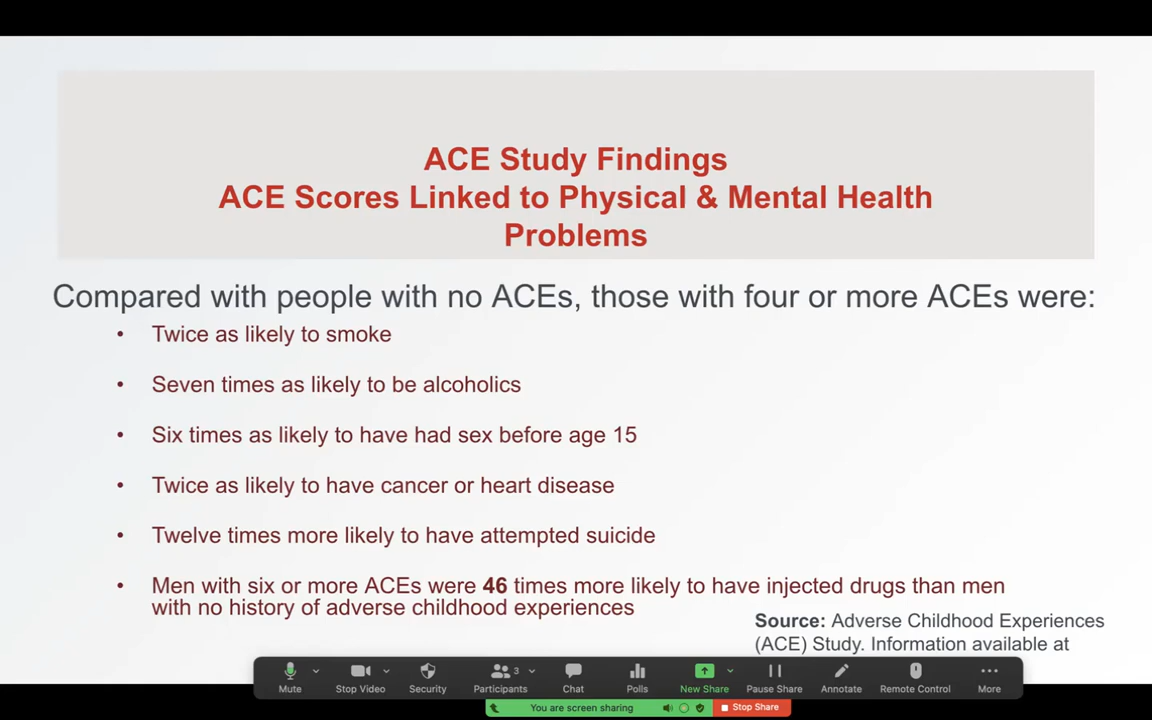 ACE Study Findings
ACE Scores Linked to Physical & Mental Health
Problems
Compared with people with no ACEs, those with four or more ACEs were:
• Twice as likely to smoke
• Seven times as likely to be alcoholics
• Six times as likely to have had sex before age 15
• Twice as likely to have cancer or heart disease
• Twelve times more likely to have attempted suicide
• Men with six or more ACEs were 46 times more likely to have injected drugs than men
with no history of adverse childhood experiences
Source: Adverse Childhood Experiences
(ACE) Study. Information available at
3
Mute Stop Video Security Participants Chat Polls New Share Pause Share Annotate Remote Control More
You are screen sharing Stop Share